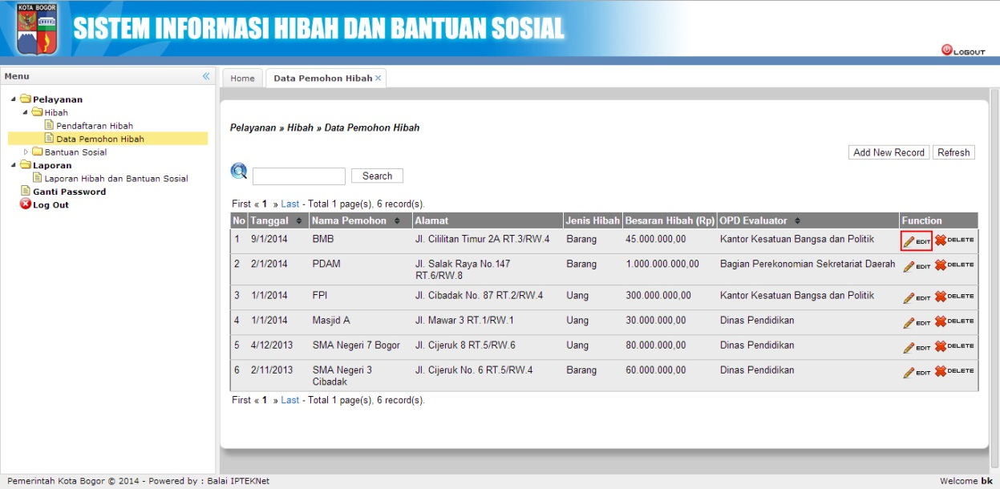 KOTA BOGOR
SISTEM INFORMASI HIBAH DAN BANTUAN SOSIAL
LOGOUT
Menu «
Home Data Pemohon Hibah ×
Pelayanan
Hibah
Pendaftaran Hibah
Data Pemohon Hibah
Bantuan Sosial
Laporan
Laporan Hibah dan Bantuan Sosial
Ganti Password
Log Out
Pelayanan » Hibah » Data Pemohon Hibah
Add New Record Refresh
Search
First « 1 » Last - Total 1 page(s), 6 record(s).
No Tanggal Nama Pemohon Alamat Jenis Hibah Besaran Hibah (Rp) OPD Evaluator Function
1 9/1/2014 BMB Jl. Cililitan Timur 2A RT.3/RW.4 Barang 45.000.000,00 Kantor Kesatuan Bangsa dan Politik EDIT DELETE
2 2/1/2014 PDAM Jl. Salak Raya No.147 Barang 1.000.000.000,00 Bagian Perekonomian Sekretariat Daerah EDIT DELETE
RT.6/RW.8
3 1/1/2014 FPI Jl. Cibadak No. 87 RT.2/RW.4 Uang 300.000.000,00 Kantor Kesatuan Bangsa dan Politik EDIT DELETE
4 1/1/2014 Masjid A Jl. Mawar 3 RT.1/RW.1 Uang 30.000.000,00 Dinas Pendidikan EDIT DELETE
5 4/12/2013 SMA Negeri 7 Bogor Jl. Cijeruk 8 RT.5/RW.6 Uang 80.000.000,00 Dinas Pendidikan EDIT DELETE
6 2/11/2013 SMA Negeri 3 Jl. Cijeruk No. 6 RT.5/RW.4 Barang 60.000.000,00 Dinas Pendidikan EDIT DELETE
Cibadak
First « 1 » Last - Total 1 page(s), 6 record(s).
Pemerintah Kota Bogor © 2014 - Powered by : Balai IPTEKNet Welcome bk